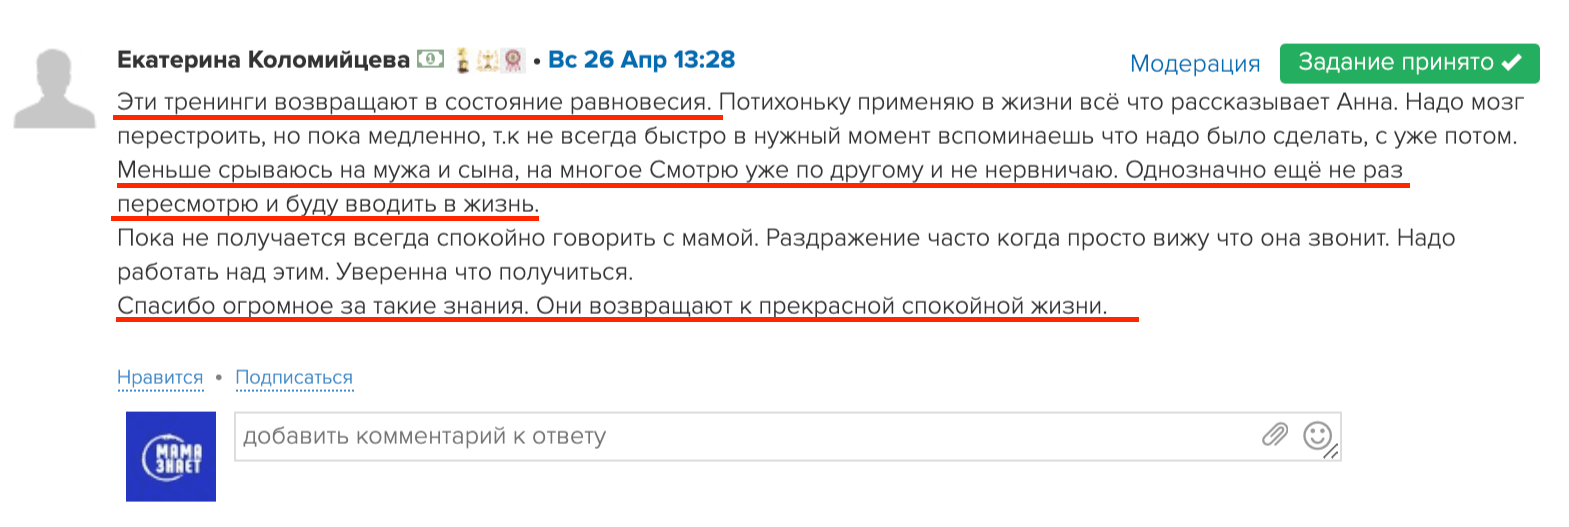 Екатерина Коломийцева • Вс 26 Апр 13:28
Модерация
Задание принято
Эти тренинги возвращают в состояние равновесия. Потихоньку применяю в жизни всё что рассказывает Анна. Надо мозг
перестроить, но пока медленно, т.к не всегда быстро в нужный момент вспоминаешь что надо было сделать, с уже потом.
Меньше срываюсь на мужа и сына, на многое Смотрю уже по другому и не нервничаю. Однозначно ещё не раз
пересмотрю и буду вводить в жизнь.
Пока не получается всегда спокойно говорить с мамой. Раздражение часто когда просто вижу что она звонит. Надо
работать над этим. Уверенна что получиться.
Спасибо огромное за такие знания. Они возвращают к прекрасной спокойной жизни.
Нравится • Подписаться
МАМА
ЗНАЕТ
добавить комментарий к ответу